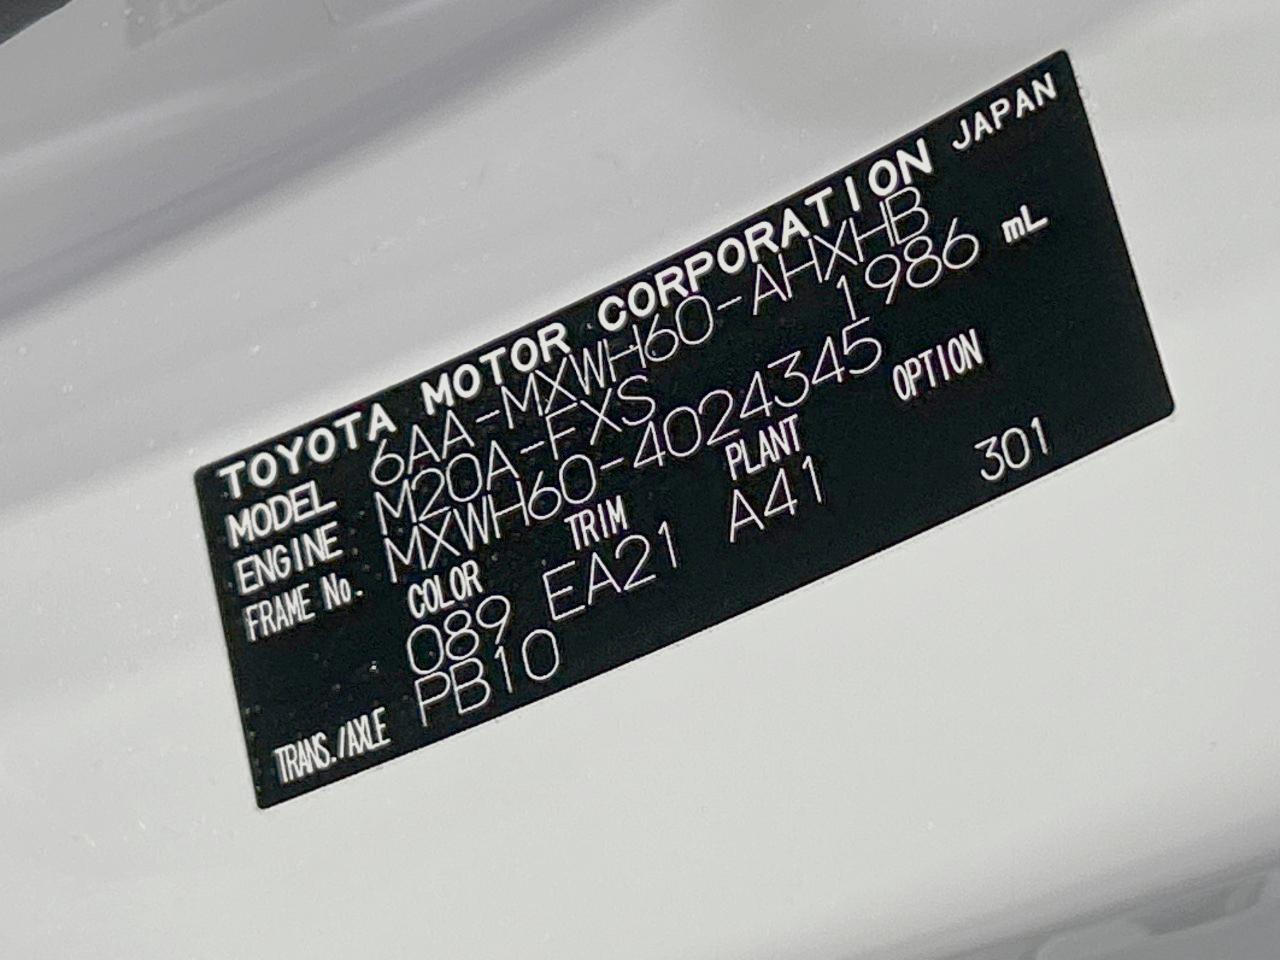 TOYOTA MOTOR CORPORATION JAPAN
MODEL 6AA-MXWH60-AHXHB
ENGINE M20A-FXS 1986 mL
FRAME No. MXWH60-4024345
COLOR TRIM PLANT OPTION
089 EA21 A41 301
TRANS./AXLE PB10